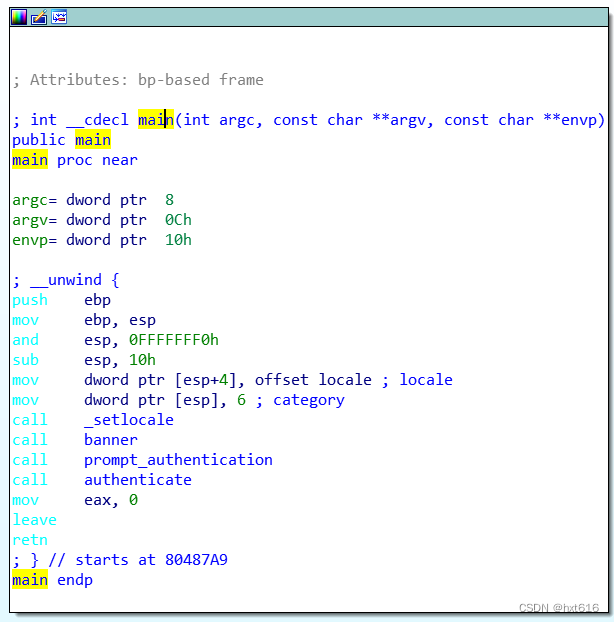 ; Attributes: bp-based frame
; int __cdecl main(int argc, const char **argv, const char **envp)
public main
main proc near
argc= dword ptr  8
argv= dword ptr  0Ch
envp= dword ptr  10h
; __unwind {
push    ebp
mov     ebp, esp
and     esp, 0FFFFFFF0h
sub     esp, 10h
mov     dword ptr [esp+4], offset locale ; locale
mov     dword ptr [esp], 6 ; category
call    _setlocale
call    banner
call    prompt_authentication
call    authenticate
mov     eax, 0
leave
retn
; } // starts at 80487A9
main endp
CSDN @hxt616